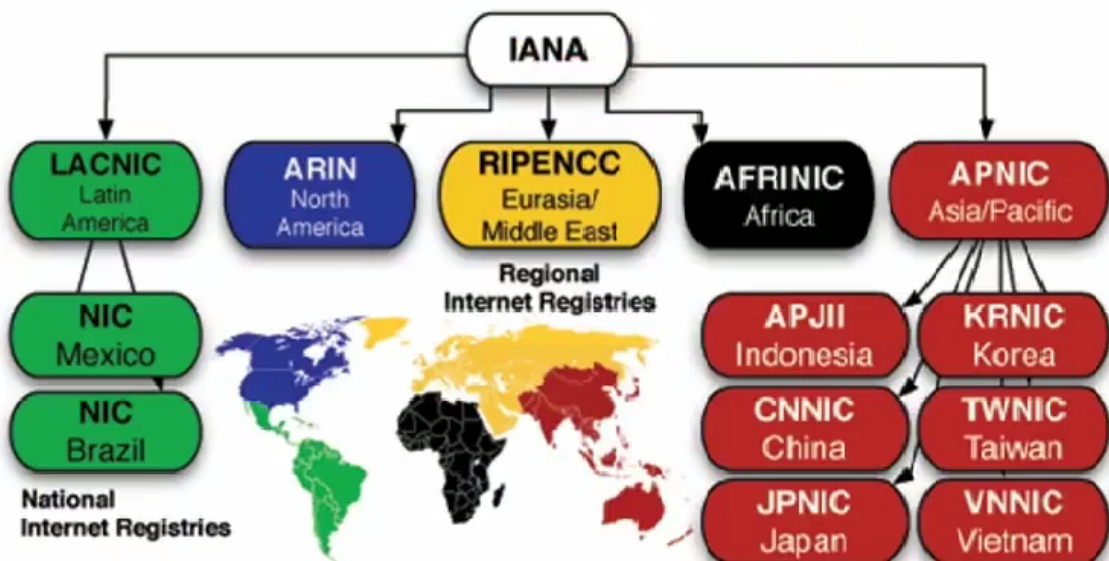 IANA
LACNIC
Latin
America
ARIN
North
America
RIPENCC
Eurasia/
Middle East
AFRINIC
Africa
APNIC
Asia/Pacific
Regional
Internet Registries
NIC
Mexico
NIC
Brazil
National
Internet Registries
APJII
Indonesia
KRNIC
Korea
CNNIC
China
TWNIC
Taiwan
JPNIC
Japan
VNNIC
Vietnam